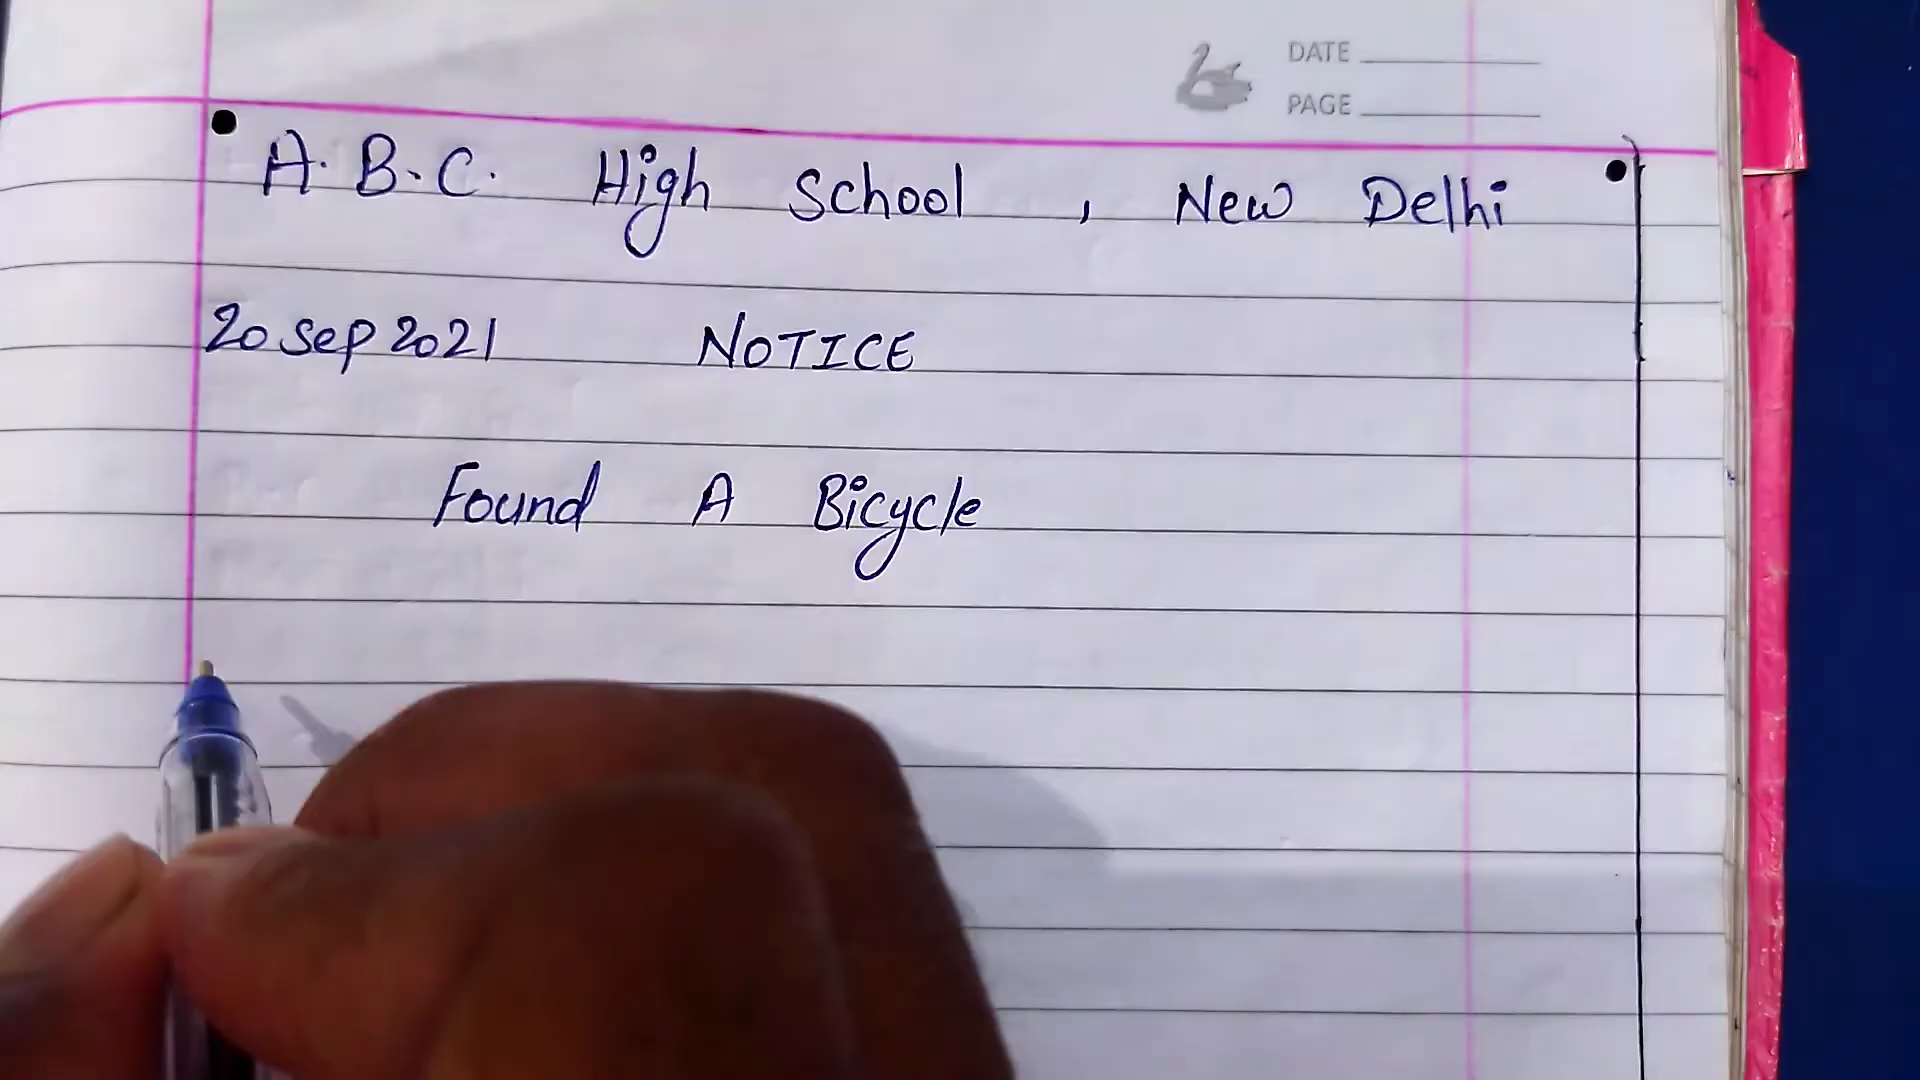 DATE
PAGE
A.B.C. High School, New Delhi
20 Sep 2021 NOTICE
Found A Bicycle